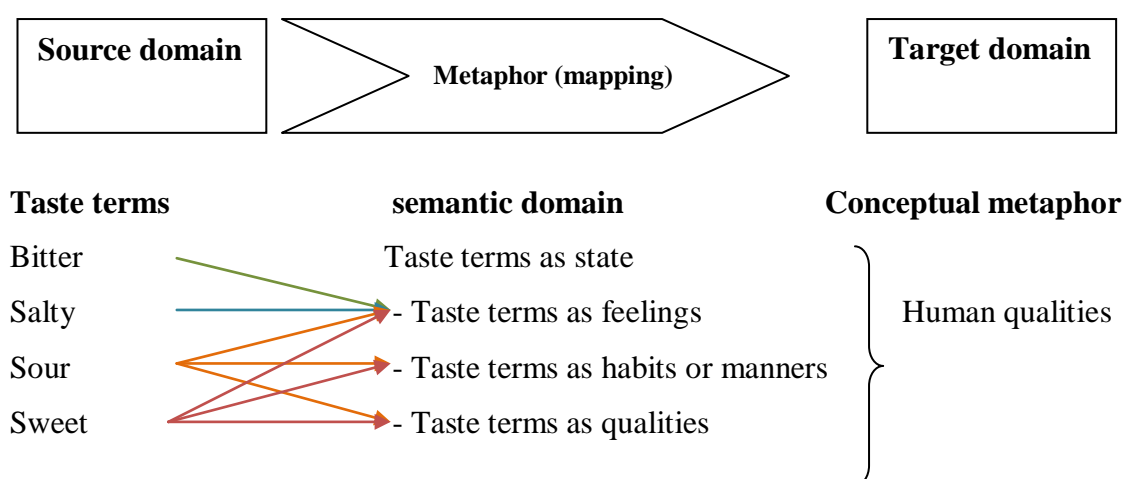 Source domain
Metaphor (mapping)
Target domain
Taste terms
semantic domain
Conceptual metaphor
Bitter
Taste terms as state
Salty
- Taste terms as feelings
Human qualities
Sour
- Taste terms as habits or manners
Sweet
- Taste terms as qualities